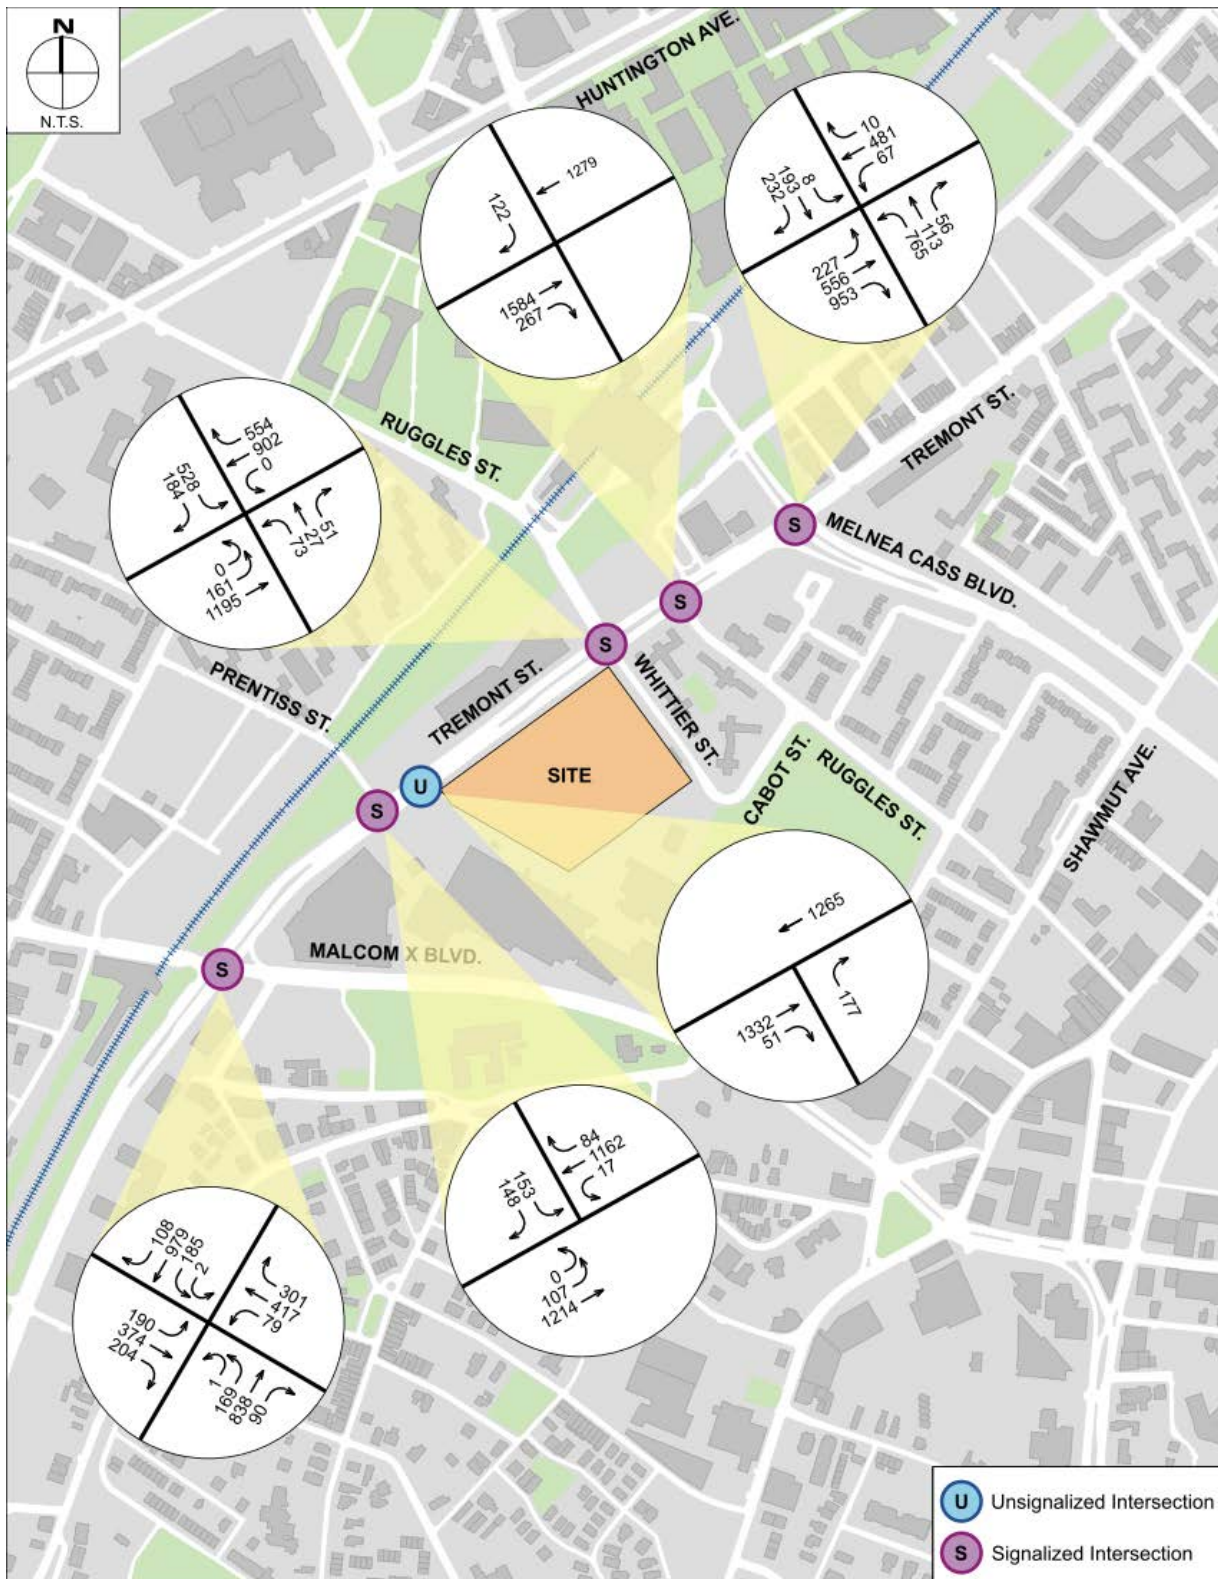 N
N.T.S.
HUNTINGTON AVE.
1279
122
1584
267
10
481
67
8
193
232
56
113
765
227
556
953
RUGGLES ST.
TREMONT ST.
554
902
0
528
184
51
27
73
0
161
1195
S
MELNEA CASS BLVD.
S
S
PRENTISS ST.
TREMONT ST.
WHITTIER ST.
SITE
U
S
CABOT ST.
RUGGLES ST.
SHAWMUT AVE.
1265
177
1332
51
MALCOM X BLVD.
S
84
1162
17
153
148
0
107
1214
108
979
185
2
301
417
79
190
374
204
1
169
838
90
U Unsignalized Intersection
S Signalized Intersection